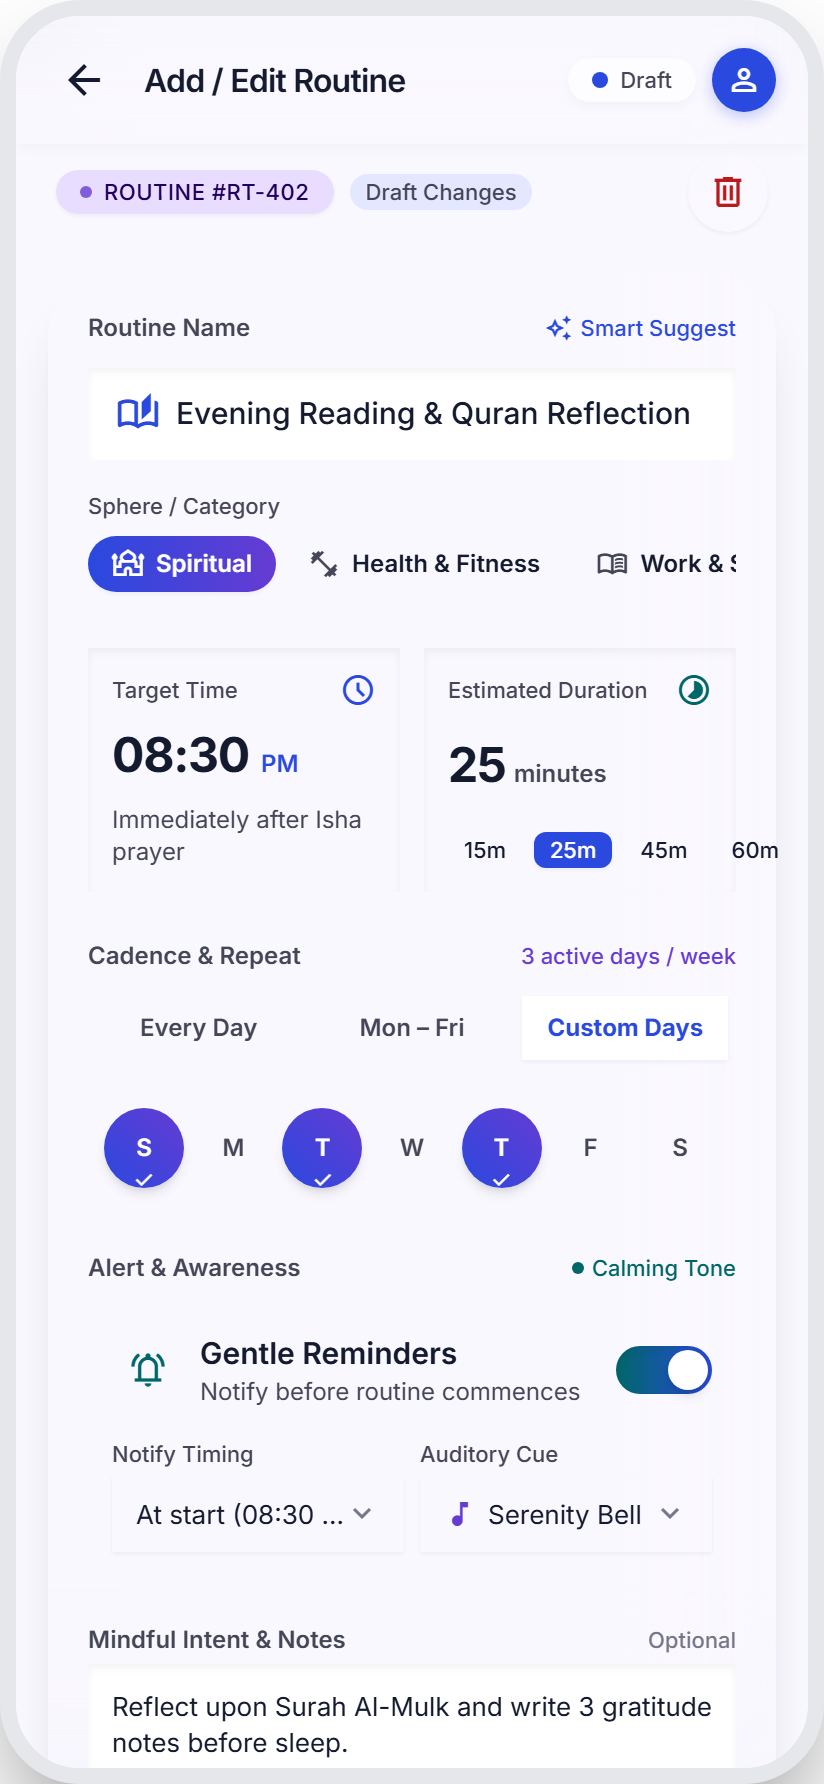 Add / Edit Routine
Draft
ROUTINE #RT-402
Draft Changes
Routine Name
Smart Suggest
Evening Reading & Quran Reflection
Sphere / Category
Spiritual
Health & Fitness
Work &
Target Time
08:30 PM
Immediately after Isha
prayer
Estimated Duration
25 minutes
15m
25m
45m
60m
Cadence & Repeat
3 active days / week
Every Day
Mon – Fri
Custom Days
S
M
T
W
T
F
S
Alert & Awareness
Calming Tone
Gentle Reminders
Notify before routine commences
Notify Timing
Auditory Cue
At start (08:30 ...
Serenity Bell
Mindful Intent & Notes
Optional
Reflect upon Surah Al-Mulk and write 3 gratitude
notes before sleep.